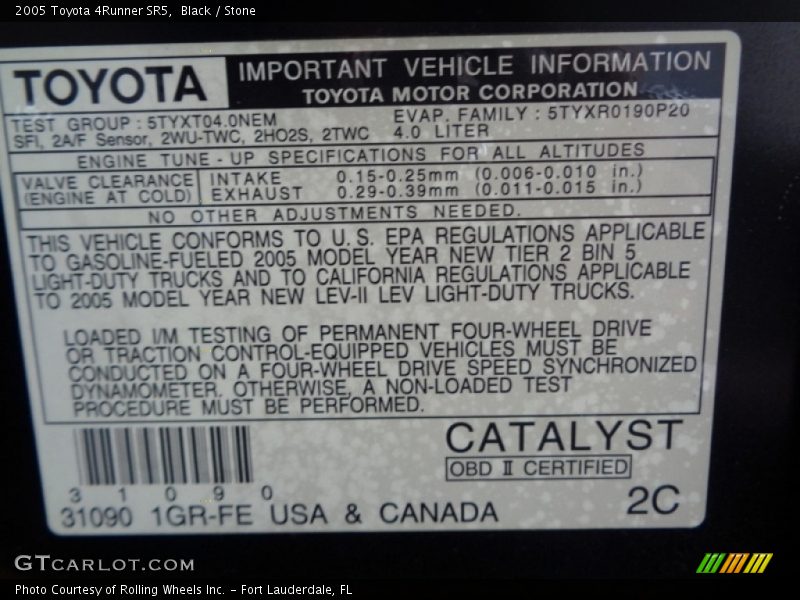 2005 Toyota 4Runner SR5, Black / Stone
TOYOTA
IMPORTANT VEHICLE INFORMATION
TOYOTA MOTOR CORPORATION
TEST GROUP : 5TYXT04.0NEM EVAP. FAMILY : 5TYXR0190P20
SFI, 2A/F Sensor, 2WU-TWC, 2HO2S, 2TWC 4.0 LITER
ENGINE TUNE - UP SPECIFICATIONS FOR ALL ALTITUDES
VALVE CLEARANCE INTAKE 0.15-0.25mm (0.006-0.010 in.)
(ENGINE AT COLD) EXHAUST 0.29-0.39mm (0.011-0.015 in.)
NO OTHER ADJUSTMENTS NEEDED.
THIS VEHICLE CONFORMS TO U.S. EPA REGULATIONS APPLICABLE
TO GASOLINE-FUELED 2005 MODEL YEAR NEW TIER 2 BIN 5
LIGHT-DUTY TRUCKS AND TO CALIFORNIA REGULATIONS APPLICABLE
TO 2005 MODEL YEAR NEW LEV-II LEV LIGHT-DUTY TRUCKS.
LOADED I/M TESTING OF PERMANENT FOUR-WHEEL DRIVE
OR TRACTION CONTROL-EQUIPPED VEHICLES MUST BE
CONDUCTED ON A FOUR-WHEEL DRIVE SPEED SYNCHRONIZED
DYNAMOMETER. OTHERWISE, A NON-LOADED TEST
PROCEDURE MUST BE PERFORMED.
CATALYST
OBD II CERTIFIED
3 1 0 9 0
31090 1GR-FE USA & CANADA
2C
GTCARLOT.COM
Photo Courtesy of Rolling Wheels Inc. - Fort Lauderdale, FL